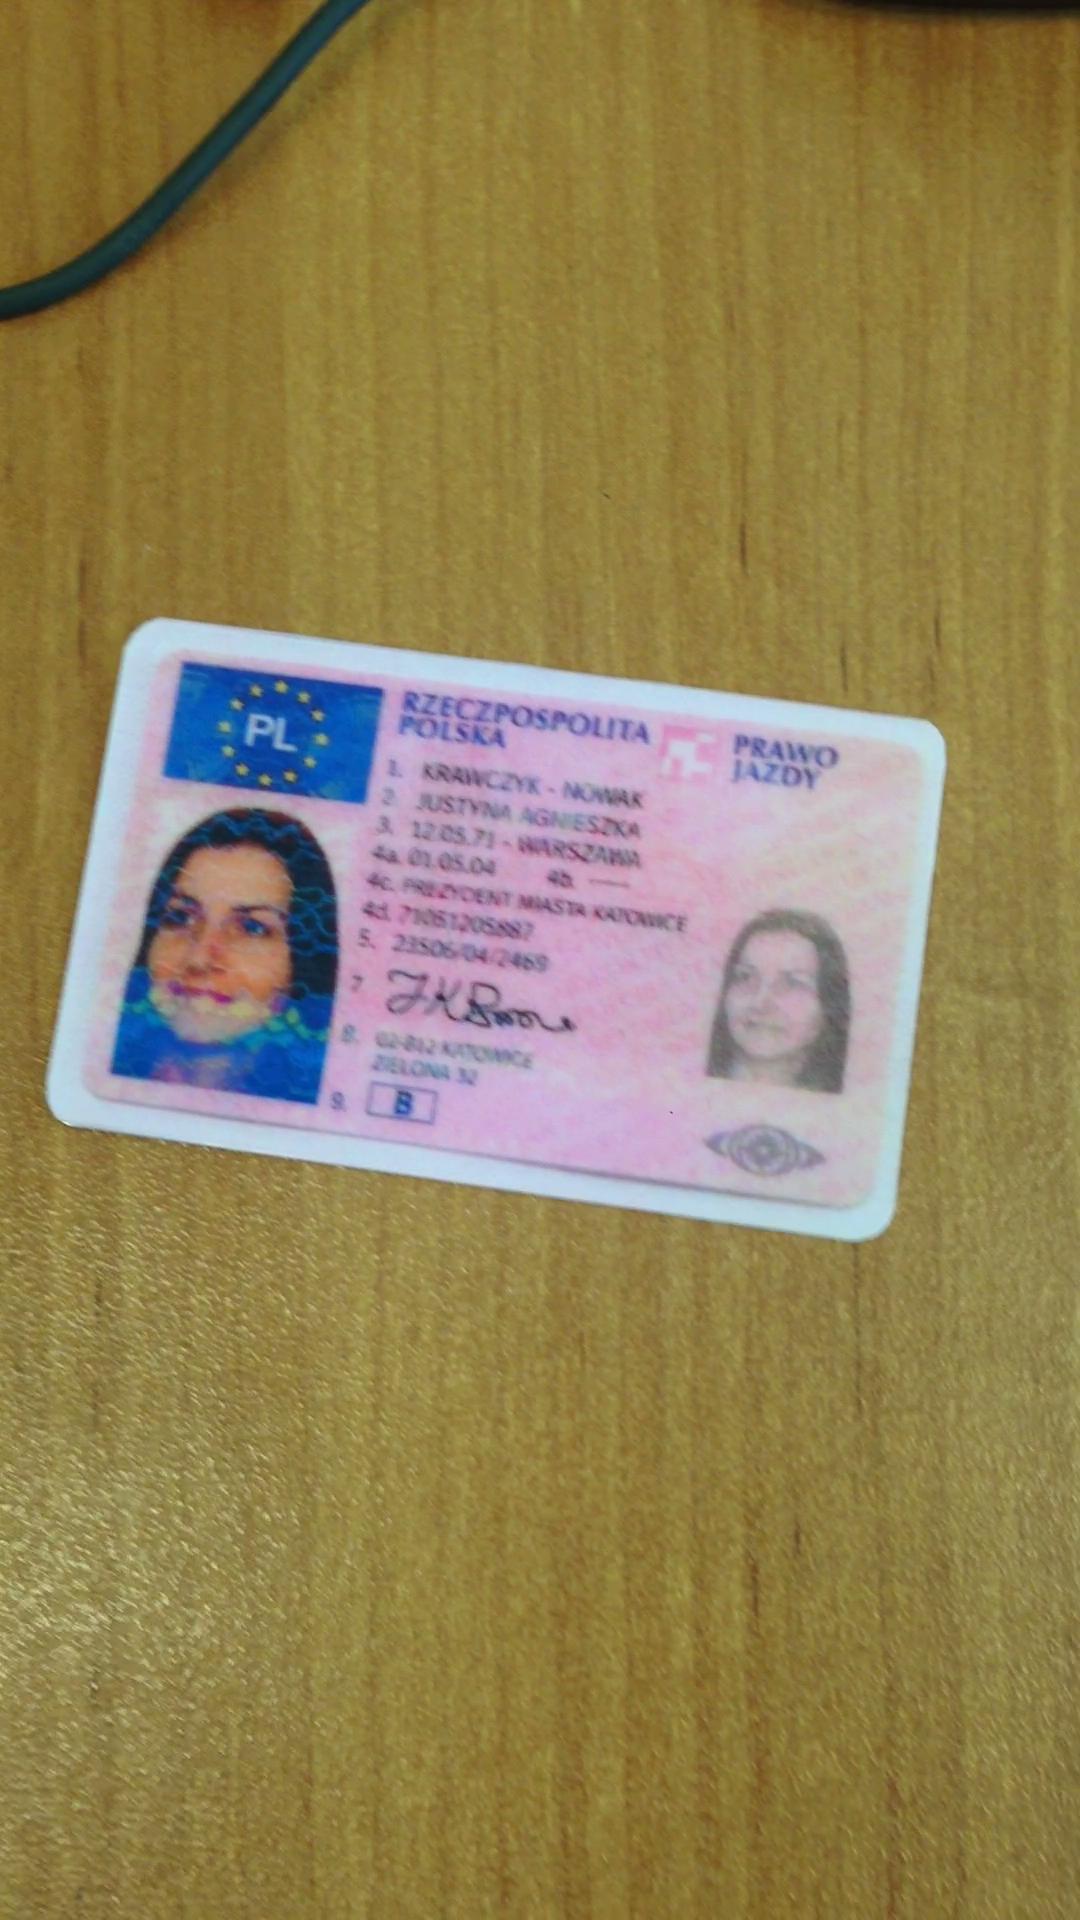 PL
RZECZPOSPOLITA
POLSKA
PRAWO
JAZDY
1. KRAWCZYK - NOWAK
2. JUSTYNA AGNIESZKA
3. 12.05.71 - WARSZAWA
4a. 01.05.04 4b. ——
4c. PREZYDENT MIASTA KATOWICE
4d. 71051205887
5. 23506/04/2469
7.
8. 02-812 KATOWICE
ZIELONA 32
9. B